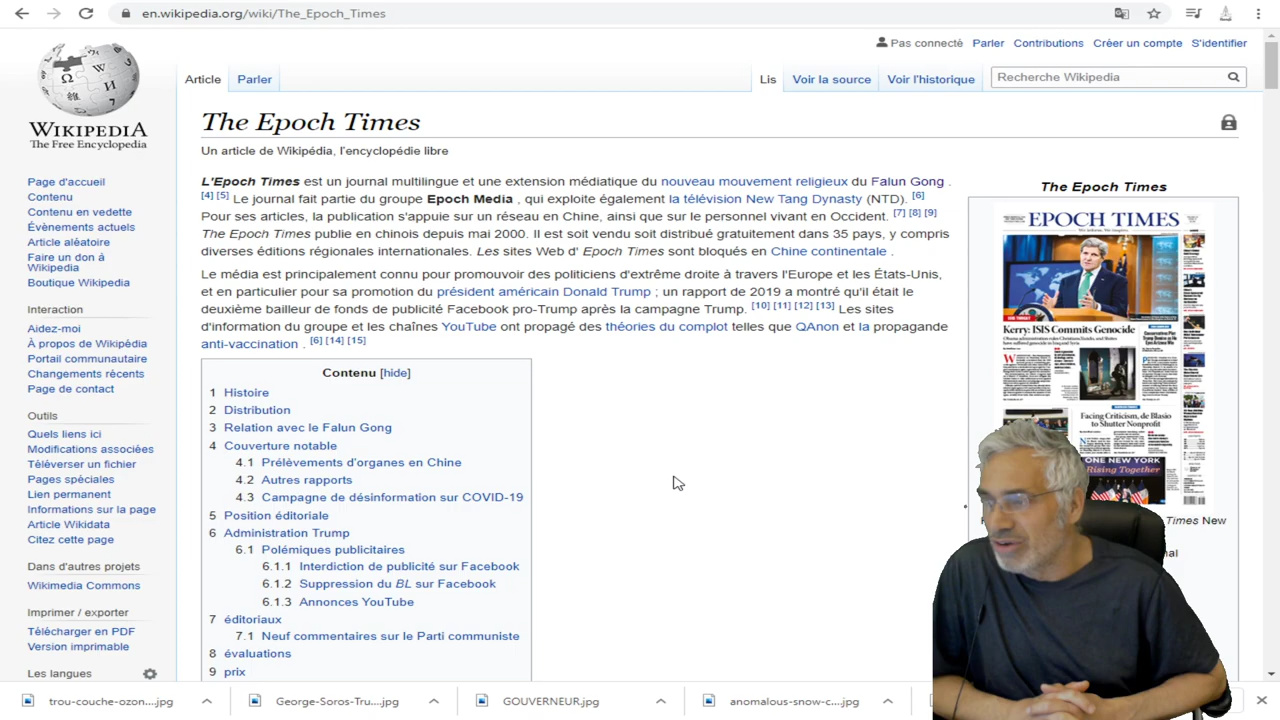 en.wikipedia.org/wiki/The_Epoch_Times
Pas connecté Parler Contributions Créer un compte S'identifier
WIKIPEDIA
The Free Encyclopedia
Article Parler Lis Voir la source Voir l'historique Recherche Wikipedia
The Epoch Times
Un article de Wikipédia, l'encyclopédie libre
L'Epoch Times est un journal multilingue et une extension médiatique du nouveau mouvement religieux du Falun Gong .
[4] [5] Le journal fait partie du groupe Epoch Media , qui exploite également la télévision New Tang Dynasty (NTD). [6]
Pour ses articles, la publication s'appuie sur un réseau en Chine, ainsi que sur le personnel vivant en Occident. [7] [8] [9]
The Epoch Times publie en chinois depuis mai 2000. Il est soit vendu soit distribué gratuitement dans 35 pays, y compris
diverses éditions régionales internationales. Les sites Web d' Epoch Times sont bloqués en Chine continentale .
Le média est principalement connu pour promouvoir des politiciens d'extrême droite à travers l'Europe et les États-Unis,
et en particulier pour sa promotion du président américain Donald Trump ; un rapport de 2019 a montré qu'il était le
deuxième bailleur de fonds de publicité Facebook pro-Trump après la campagne Trump. [10] [11] [12] [13] Les sites
d'information du groupe et les chaînes YouTube ont propagé des théories du complot telles que QAnon et la propagande
anti-vaccination . [6] [14] [15]
Contenu [hide]
1 Histoire
2 Distribution
3 Relation avec le Falun Gong
4 Couverture notable
4.1 Prélèvements d'organes en Chine
4.2 Autres rapports
4.3 Campagne de désinformation sur COVID-19
5 Position éditoriale
6 Administration Trump
6.1 Polémiques publicitaires
6.1.1 Interdiction de publicité sur Facebook
6.1.2 Suppression du BL sur Facebook
6.1.3 Annonces YouTube
7 éditoriaux
7.1 Neuf commentaires sur le Parti communiste
8 évaluations
9 prix
Page d'accueil
Contenu
Contenu en vedette
Évènements actuels
Article aléatoire
Faire un don à
Wikipedia
Boutique Wikipedia
Interaction
Aidez-moi
À propos de Wikipédia
Portail communautaire
Changements récents
Page de contact
Outils
Quels liens ici
Modifications associées
Téléverser un fichier
Pages spéciales
Lien permanent
Informations sur la page
Article Wikidata
Citez cette page
Dans d'autres projets
Wikimedia Commons
Imprimer / exporter
Télécharger en PDF
Version imprimable
Les langues
The Epoch Times
EPOCH TIMES
Kerry: ISIS Commits Genocide
Facing Criticism, de Blasio
to Shutter Nonprofit
ONE NEW YORK
Rising Together
Times New
trou-couche-ozon....jpg George-Soros-Tru....jpg GOUVERNEUR.jpg anomalous-snow-c....jpg